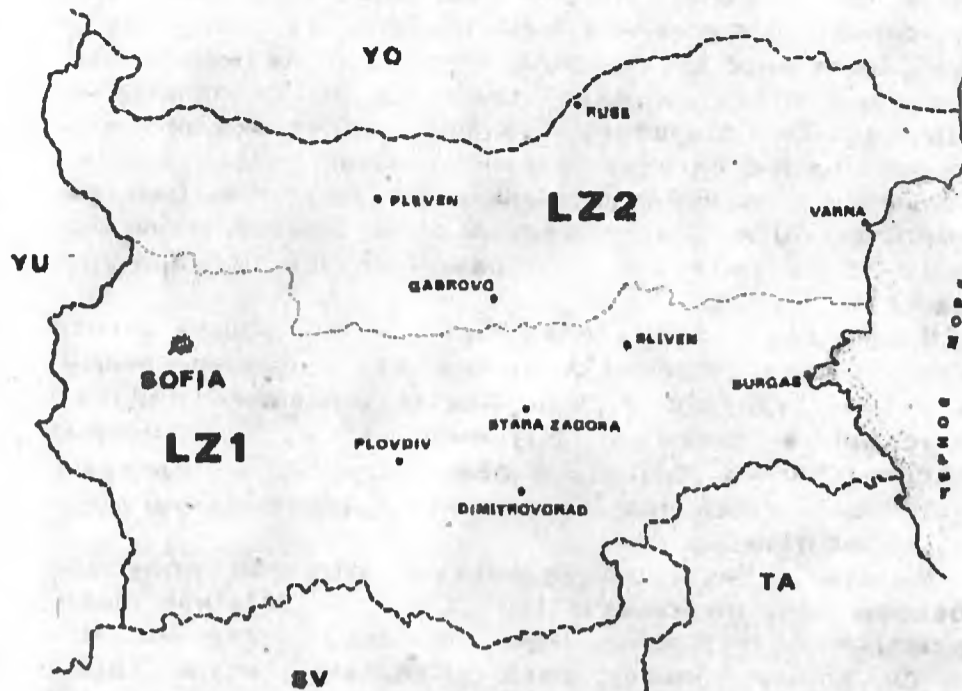 YO
RUSE
PLEVEN
LZ2
VARNA
YU
GABROVO
SLIVEN
SOFIA
BURGAS
STARA ZAGORA
LZ1
PLOVDIV
DIMITROVGRAD
TA
SV